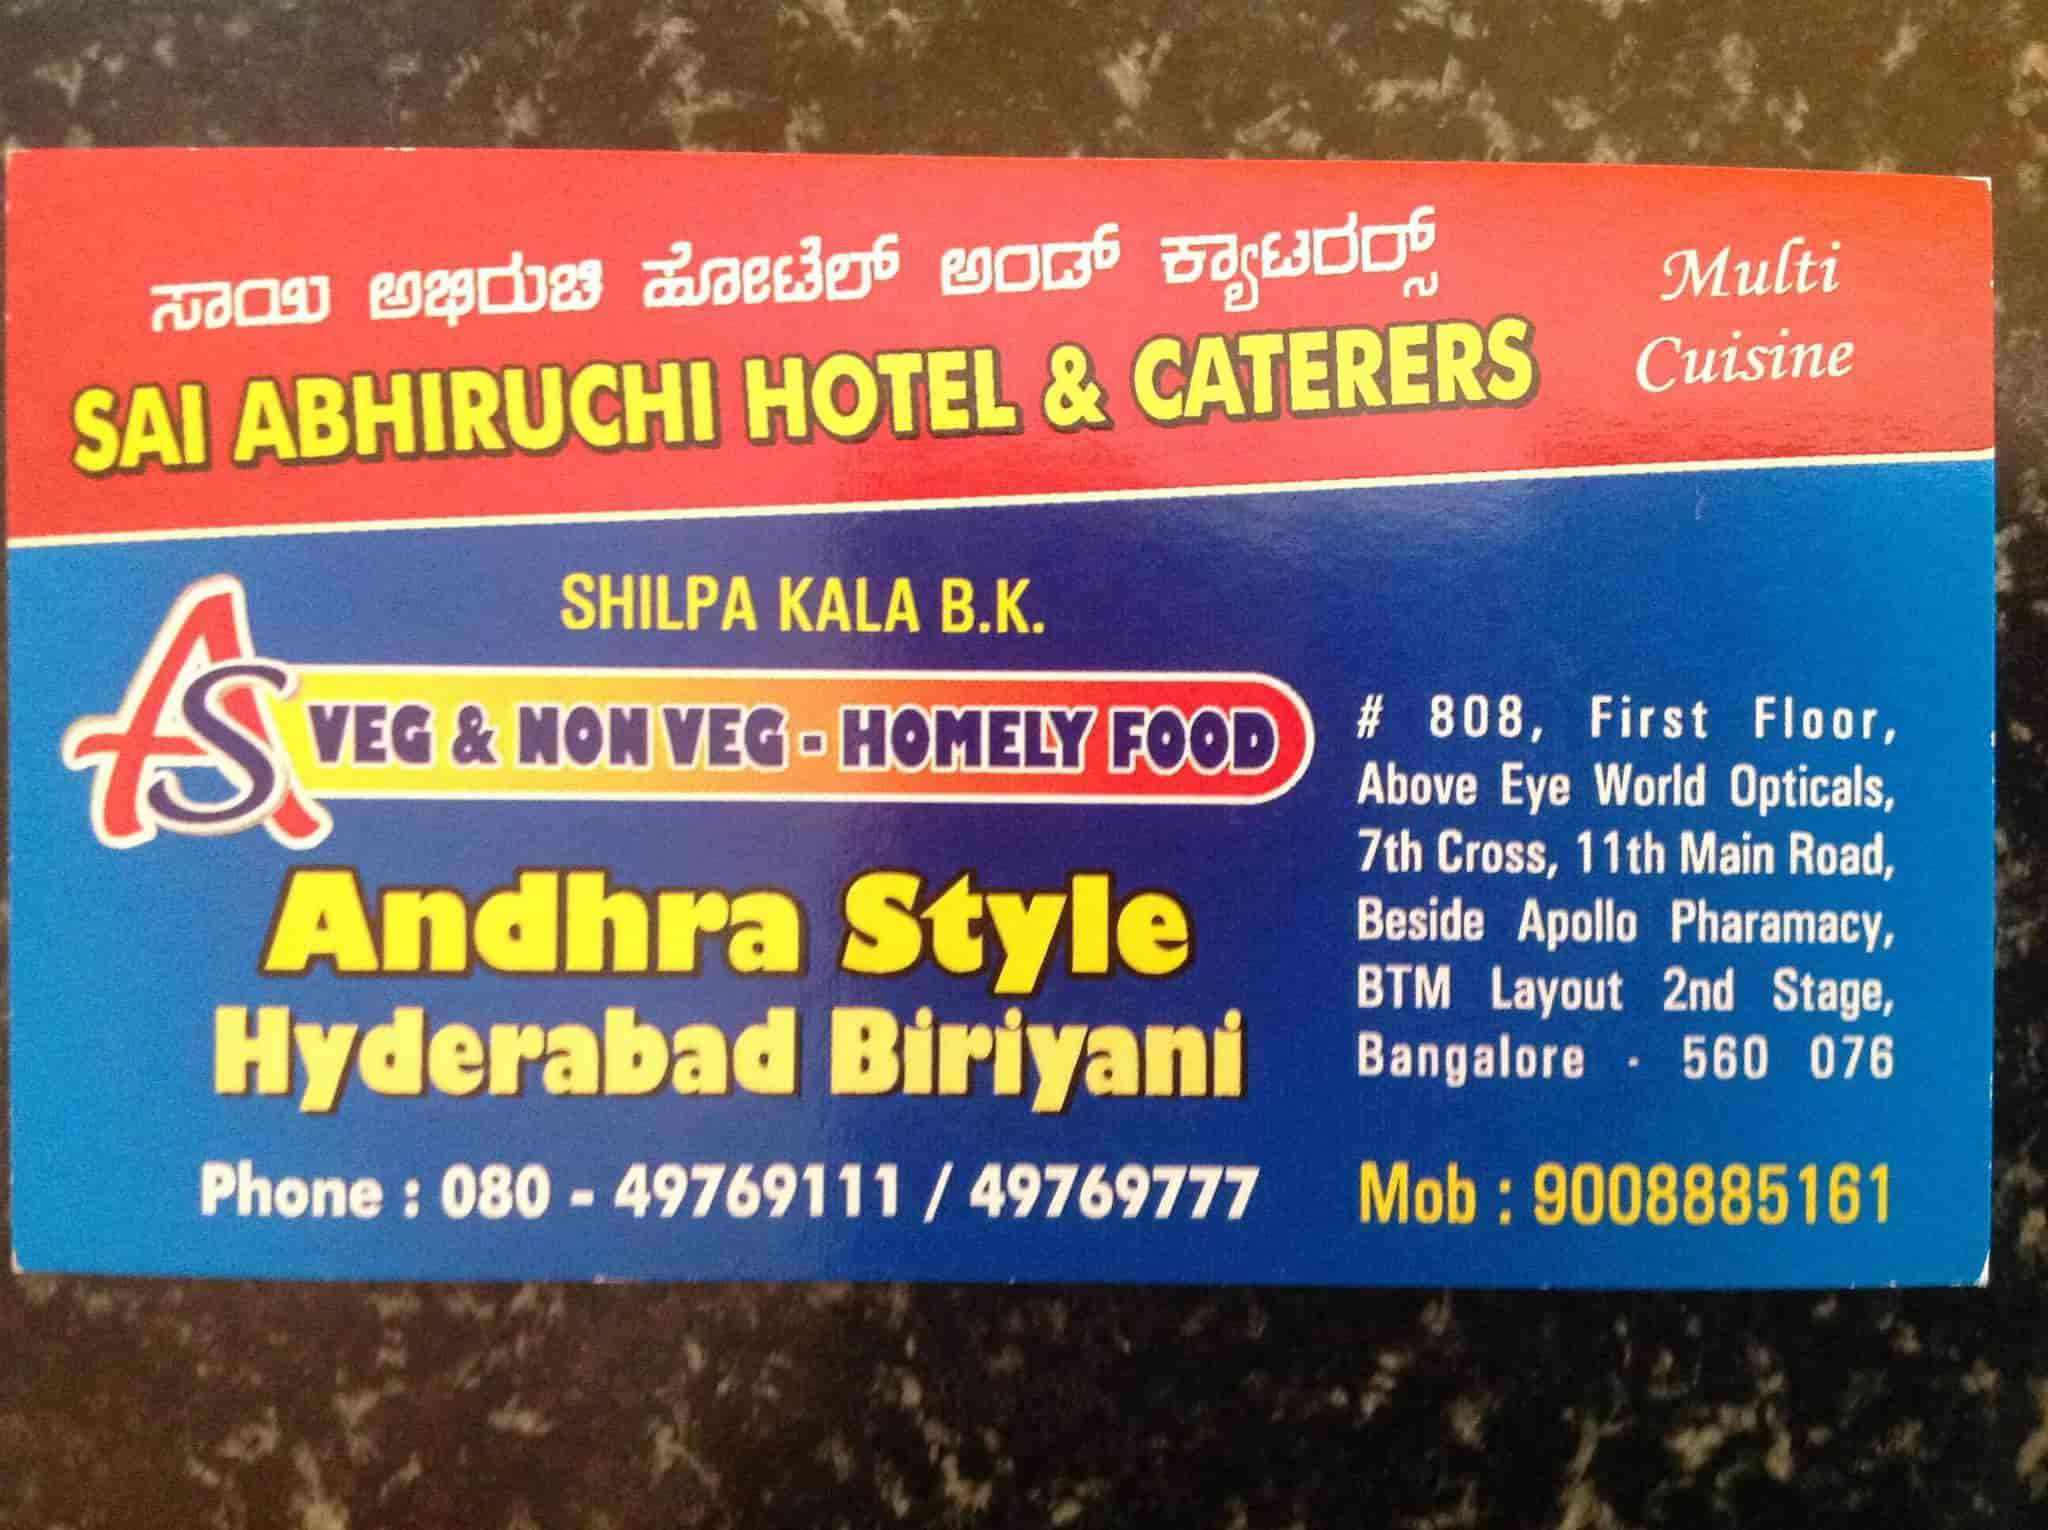 ಸಾಯಿ ಅಭಿರುಚಿ ಹೋಟೆಲ್ ಅಂಡ್ ಕ್ಯಾಟರರ್ಸ್
SAI ABHIRUCHI HOTEL & CATERERS
Multi
Cuisine
SHILPA KALA B.K.
AS
VEG & NON VEG - HOMELY FOOD
Andhra Style
Hyderabad Biriyani
Phone : 080 - 49769111 / 49769777
# 808, First Floor,
Above Eye World Opticals,
7th Cross, 11th Main Road,
Beside Apollo Pharamacy,
BTM Layout 2nd Stage,
Bangalore - 560 076
Mob : 9008885161